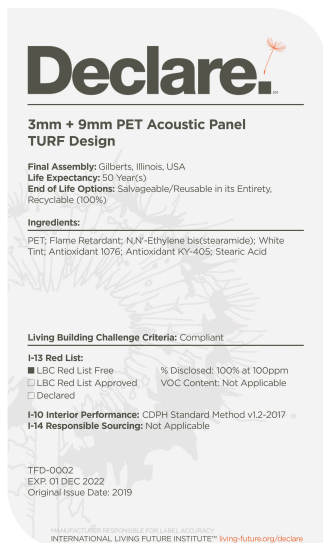 Declare.
SM
3mm + 9mm PET Acoustic Panel
TURF Design
Final Assembly: Gilberts, Illinois, USA
Life Expectancy: 50 Year(s)
End of Life Options: Salvageable/Reusable in its Entirety,
Recyclable (100%)
Ingredients:
PET; Flame Retardant; N,N'-Ethylene bis(stearamide); White
Tint; Antioxidant 1076; Antioxidant KY-405; Stearic Acid
Living Building Challenge Criteria: Compliant
I-13 Red List:
■ LBC Red List Free % Disclosed: 100% at 100ppm
□ LBC Red List Approved VOC Content: Not Applicable
□ Declared
I-10 Interior Performance: CDPH Standard Method v1.2-2017
I-14 Responsible Sourcing: Not Applicable
TFD-0002
EXP. 01 DEC 2022
Original Issue Date: 2019
MANUFACTURER RESPONSIBLE FOR LABEL ACCURACY
INTERNATIONAL LIVING FUTURE INSTITUTE™ living-future.org/declare